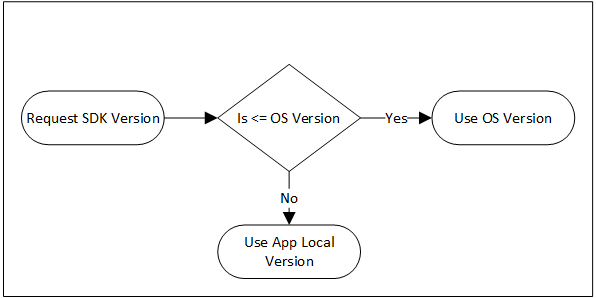 Request SDK Version
Is <= OS Version
Yes
Use OS Version
No
Use App Local
Version